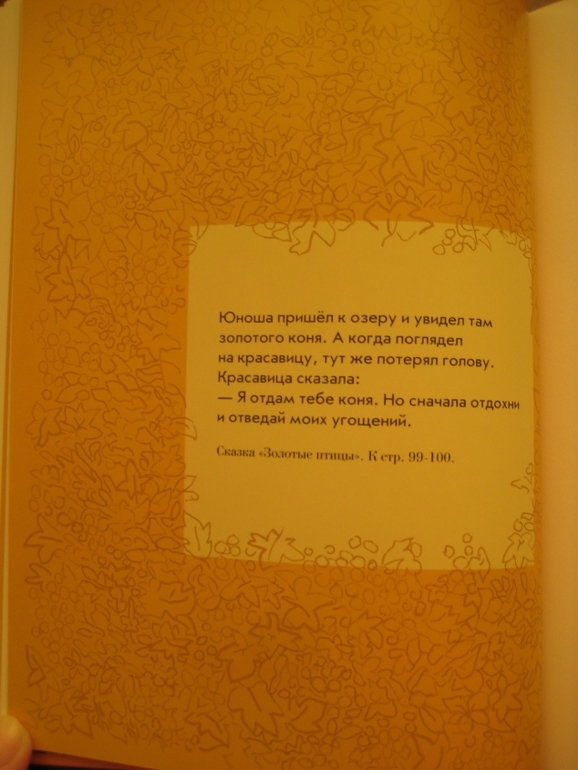 Юноша пришёл к озеру и увидел там
золотого коня. А когда поглядел
на красавицу, тут же потерял голову.
Красавица сказала:
— Я отдам тебе коня. Но сначала отдохни
и отведай моих угощений.
Сказка «Золотые птицы». К стр. 99-100.